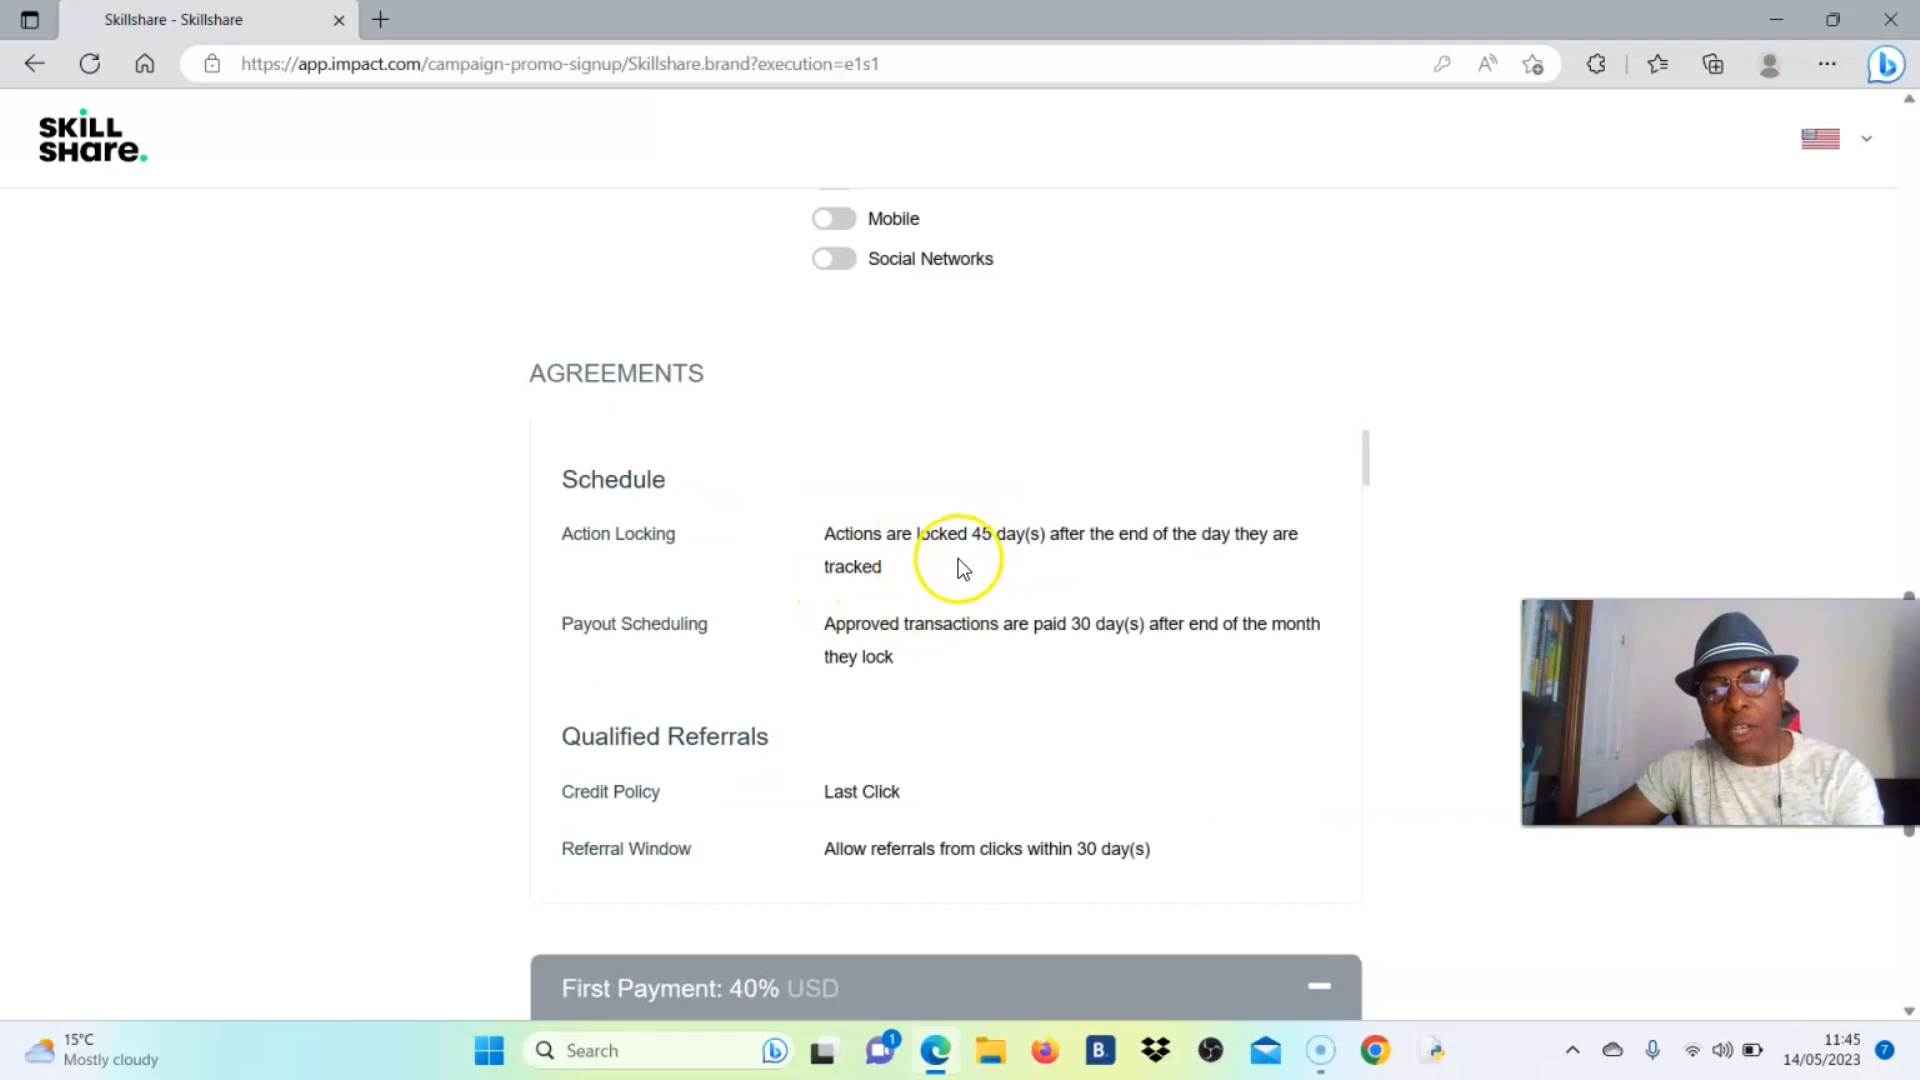 Skillshare - Skillshare
https://app.impact.com/campaign-promo-signup/Skillshare.brand?execution=e1s1
SKILL
SHare.
Mobile
Social Networks
AGREEMENTS
Schedule
Action Locking
Actions are locked 45 day(s) after the end of the day they are
tracked
Payout Scheduling
Approved transactions are paid 30 day(s) after end of the month
they lock
Qualified Referrals
Credit Policy
Last Click
Referral Window
Allow referrals from clicks within 30 day(s)
First Payment: 40% USD
15°C
Mostly cloudy
Search
1
B.
11:45
14/05/2023
7